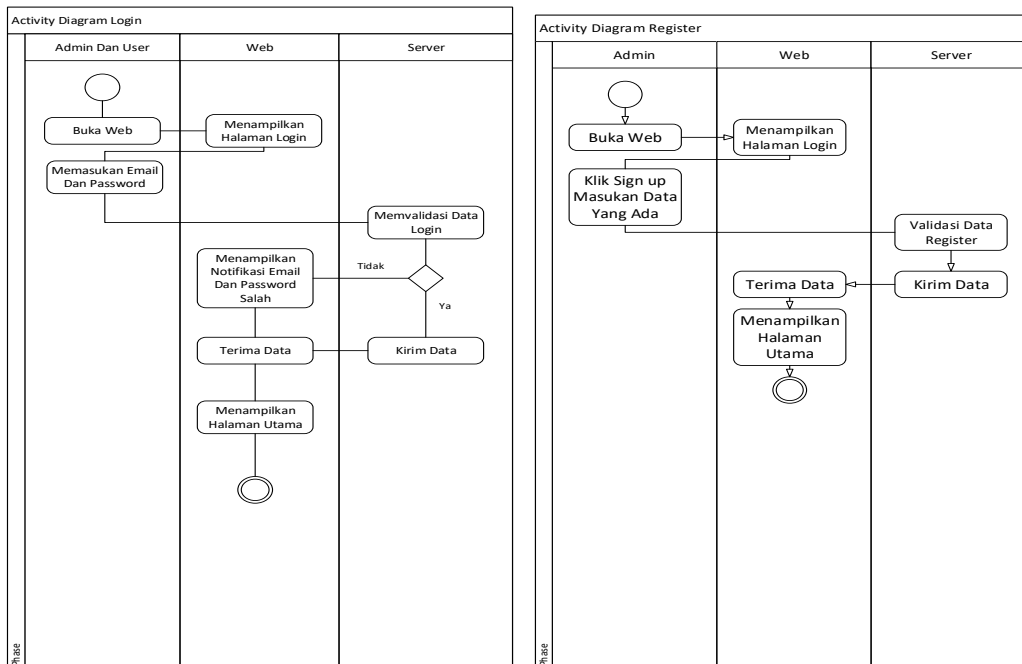 Activity Diagram Login
Admin Dan User
Web
Server
Buka Web
Menampilkan
Halaman Login
Memasukan Email
Dan Password
Memvalidasi Data
Login
Menampilkan
Notifikasi Email
Dan Password
Salah
Tidak
Ya
Terima Data
Kirim Data
Menampilkan
Halaman Utama
Phase
Activity Diagram Register
Admin
Web
Server
Buka Web
Menampilkan
Halaman Login
Klik Sign up
Masukan Data
Yang Ada
Validasi Data
Register
Terima Data
Kirim Data
Menampilkan
Halaman
Utama
Phase